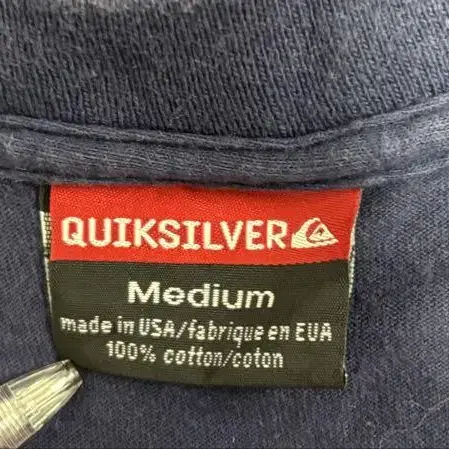 QUIKSILVER
Medium
made in USA/fabrique en EUA
100% cotton/coton